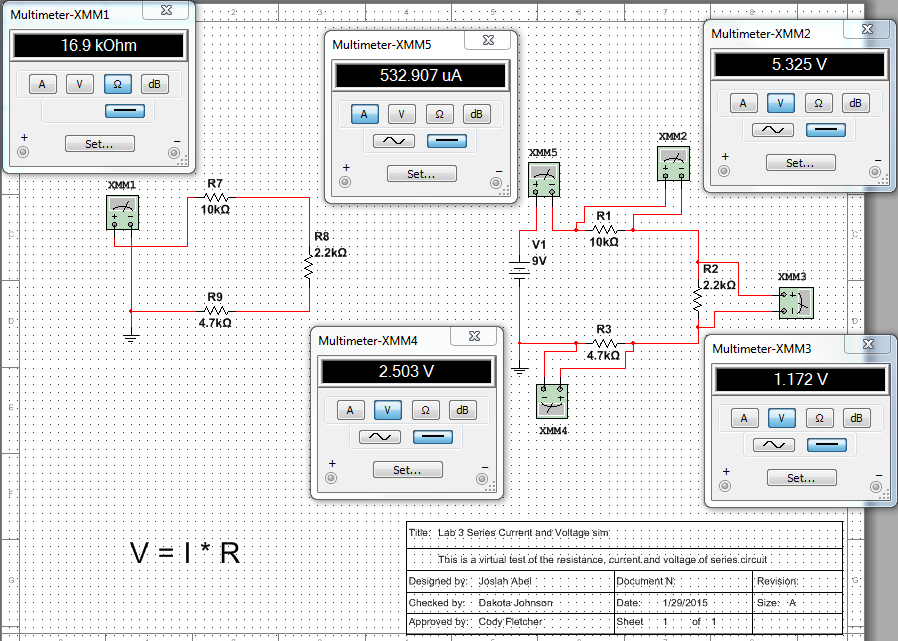 Multimeter-XMM1
16.9 kOhm
A V Ω dB
+ Set... -
Multimeter-XMM5
532.907 uA
A V Ω dB
+ Set... -
Multimeter-XMM2
5.325 V
A V Ω dB
+ Set... -
XMM1
R7
10kΩ
R8
2.2kΩ
R9
4.7kΩ
XMM5
XMM2
R1
10kΩ
V1
9V
R2
2.2kΩ
XMM3
R3
4.7kΩ
XMM4
Multimeter-XMM4
2.503 V
A V Ω dB
+ Set... -
Multimeter-XMM3
1.172 V
A V Ω dB
+ Set... -
V = I * R
Title: Lab 3 Series Current and Voltage sim
This is a virtual test of the resistance, current and voltage of series circuit
Designed by: Josiah Abel Document N: Revision:
Checked by: Dakota Johnson Date: 1/29/2015 Size: A
Approved by: Cody Fletcher Sheet 1 of 1